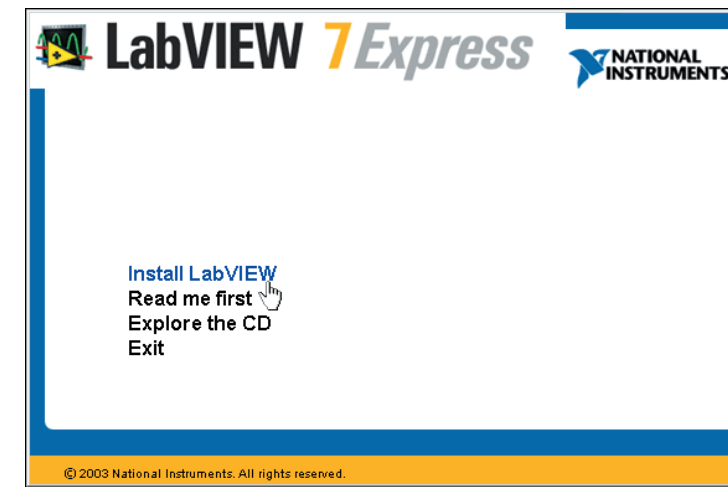 LabVIEW 7 Express
NATIONAL
INSTRUMENTS
Install LabVIEW
Read me first
Explore the CD
Exit
© 2003 National Instruments. All rights reserved.